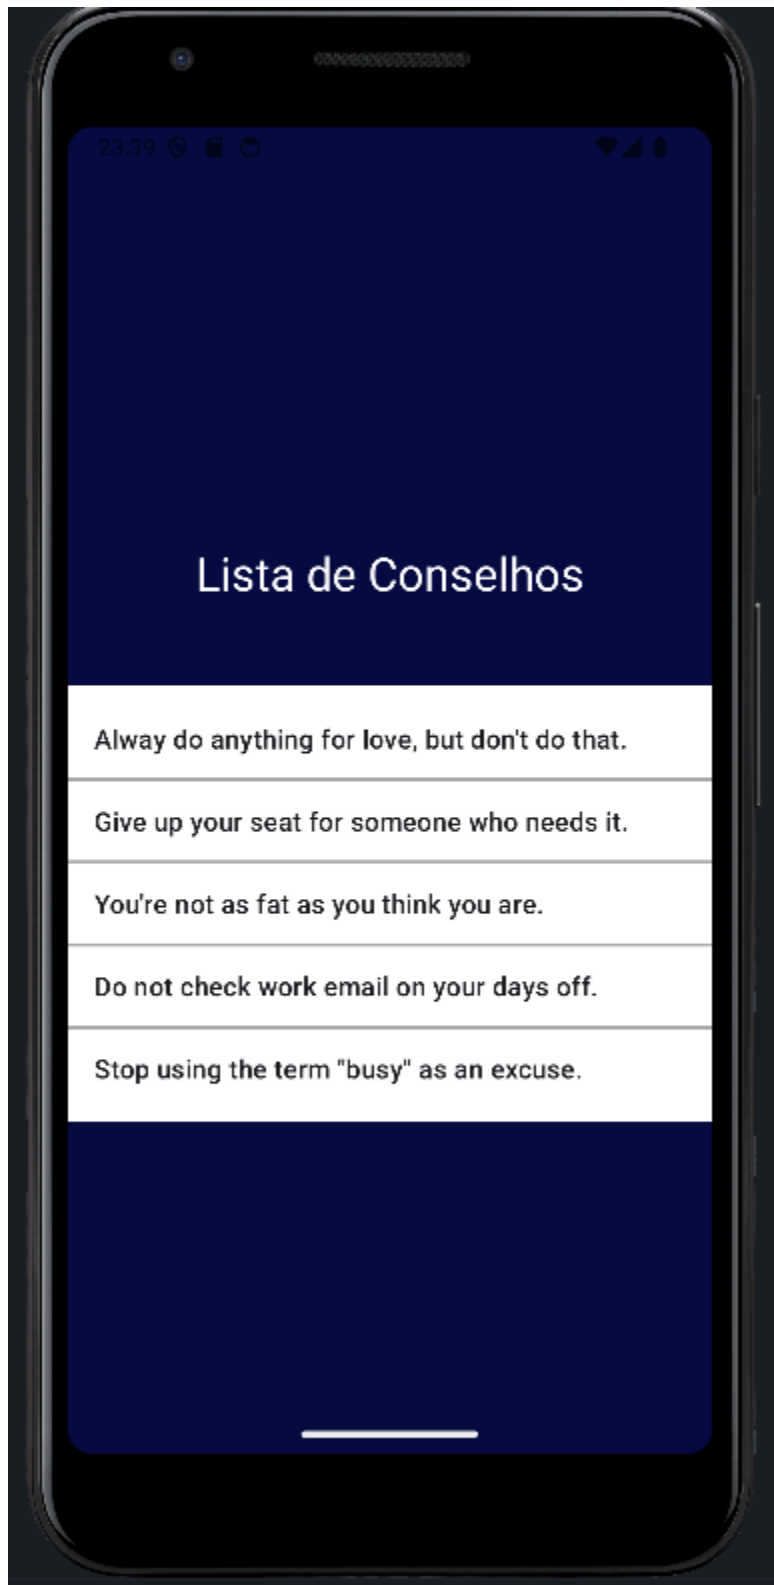 23:39
Lista de Conselhos
Alway do anything for love, but don't do that.
Give up your seat for someone who needs it.
You're not as fat as you think you are.
Do not check work email on your days off.
Stop using the term "busy" as an excuse.